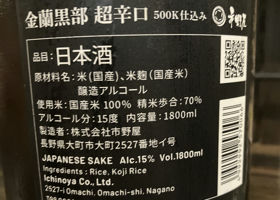 金蘭黒部 超辛口 500K仕込み
品目：日本酒
原材料名：米(国産)、米麹(国産米)
醸造アルコール
使用米：国産米 100% 精米歩合：70%
アルコール分：15度 内容量：1800ml
製造者：株式会社市野屋
長野県大町市大町2527番地イ号
JAPANESE SAKE Alc.15% Vol.1800ml
Ingredients : Rice, Koji Rice
Ichinoya Co., Ltd.
2527-i Omachi, Omachi-shi, Nagano